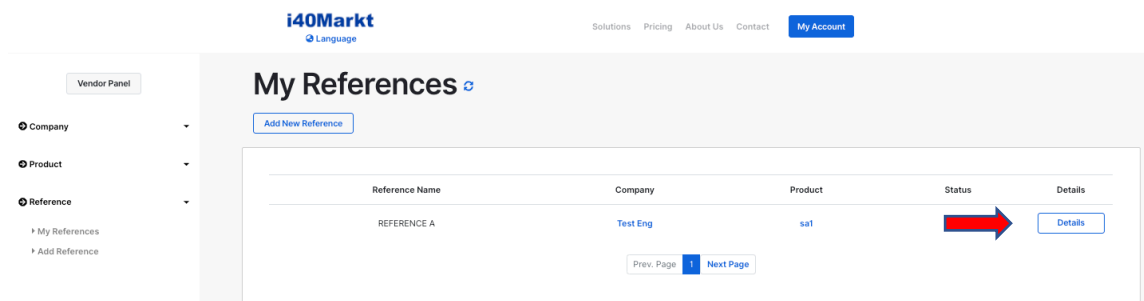 i40Markt
Language
Solutions Pricing About Us Contact My Account
Vendor Panel
Company
Product
Reference
My References
Add Reference
My References
Add New Reference
Reference Name Company Product Status Details
REFERENCE A Test Eng sa1 Details
Prev. Page 1 Next Page